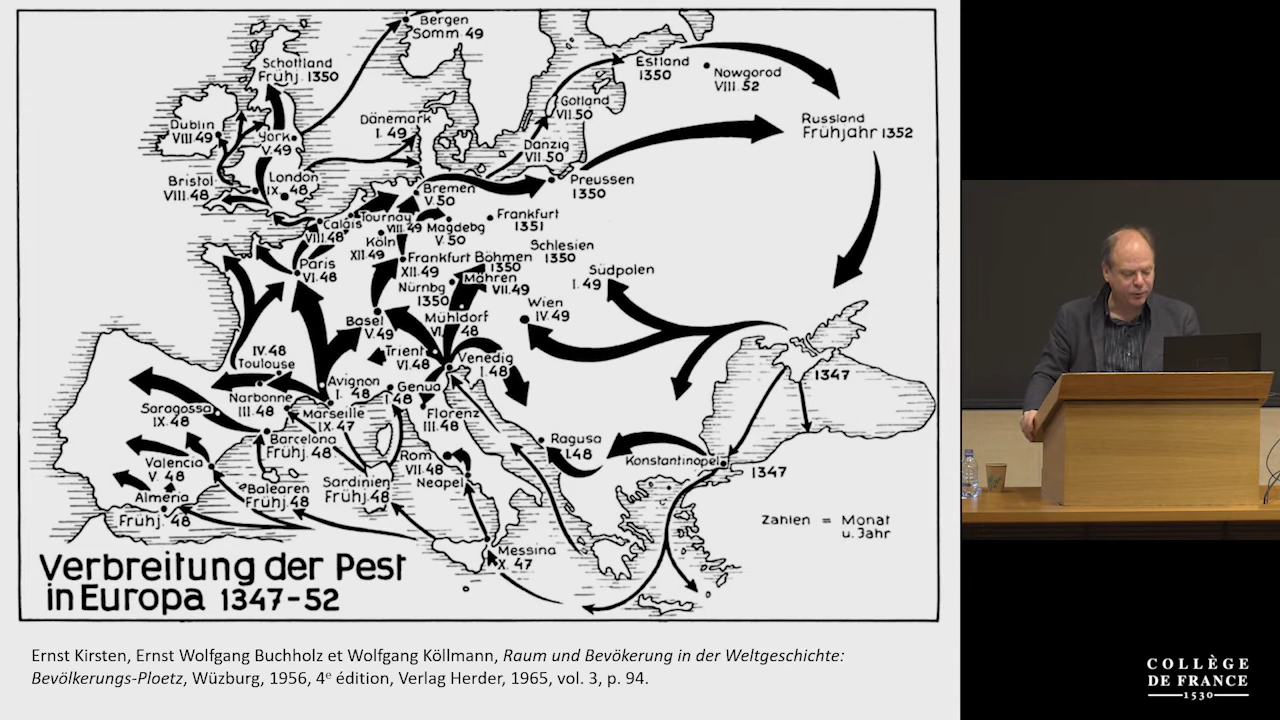 Bergen
Somm 49
Schottland
Frühj. 1350
Estland
1350
Nowgorod
VIII.52
Gotland
VII.50
Russland
Frühjahr 1352
Dublin
VIII.49
York
V.49
Dänemark
I. 49
Danzig
VII.50
Preussen
1350
Bristol
VIII.48
London
IX 48
Bremen
V.50
Calais
VIII.48
Tournay
VIII.49
Magdebg
V.50
Frankfurt
1351
Köln
XII.49
Schlesien
1350
Paris
VI.48
Frankfurt
XII.49
Böhmen
1350
Südpolen
I. 49
Nürnbg
1350
Mähren
VII.49
Wien
IV.49
Basel
V.49
Mühldorf
48
IV.48
Toulouse
Trient
VI.48
Venedig
I.48
1347
Avignon
I. 48
Genua
I.48
Narbonne
III.48
Saragossa
IX.48
Marseille
IX.47
Florenz
III.48
Barcelona
Frühj. 48
Ragusa
I.48
Konstantinopel
1347
Valencia
V. 48
Rom
VII.48
Neapel
Sardinien
Frühj.48
Balearen
Frühj.48
Almeria
Frühj. 48
Messina
X. 47
Zahlen = Monat
u. Jahr
Verbreitung der Pest
in Europa 1347-52
Ernst Kirsten, Ernst Wolfgang Buchholz et Wolfgang Köllmann, Raum und Bevökerung in der Weltgeschichte:
Bevölkerungs-Ploetz, Wüzburg, 1956, 4e édition, Verlag Herder, 1965, vol. 3, p. 94.
COLLÈGE
DE FRANCE
1530